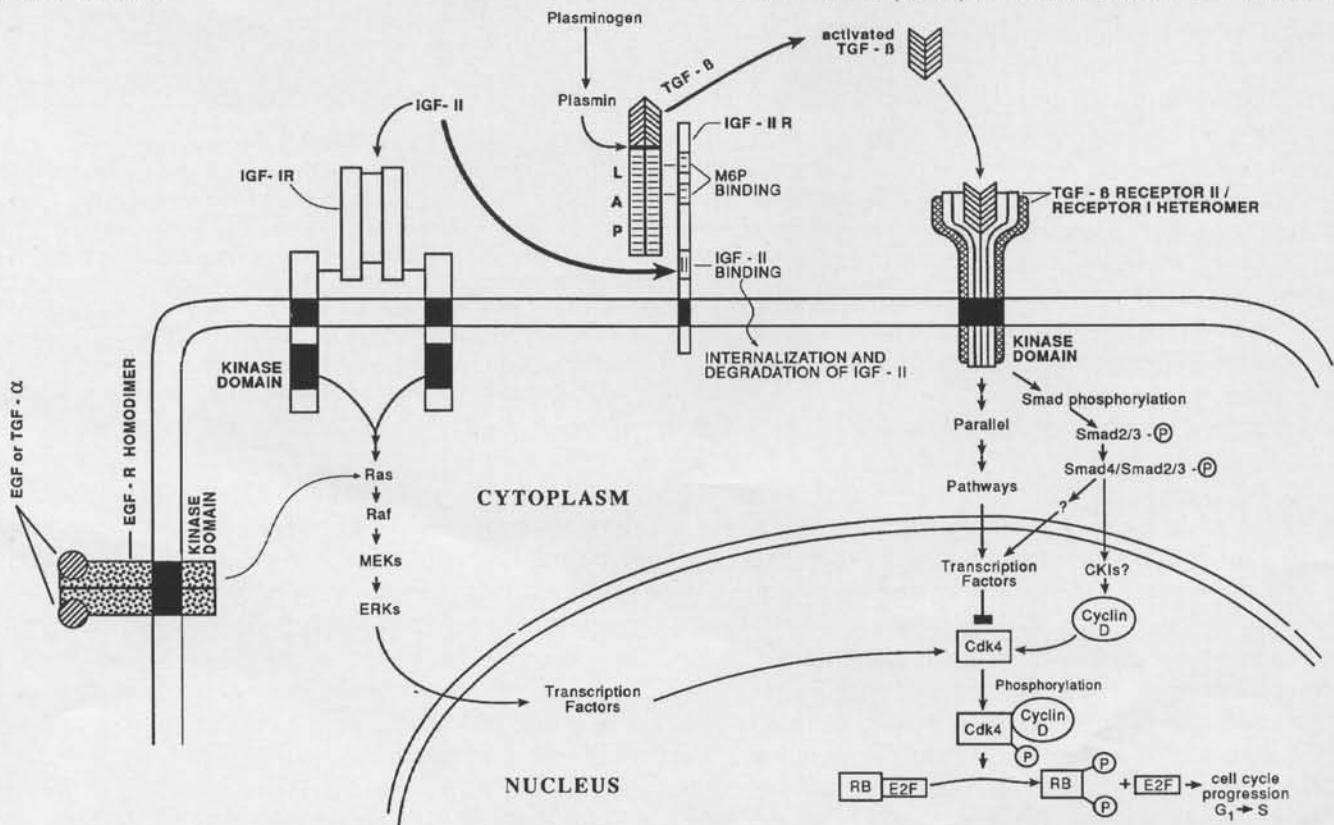 Plasminogen
Plasmin
TGF - ß
activated
TGF - ß
IGF - II
IGF - IR
L
A
P
IGF - II R
M6P
BINDING
IGF - II
BINDING
TGF - ß RECEPTOR II /
RECEPTOR I HETEROMER
KINASE
DOMAIN
INTERNALIZATION AND
DEGRADATION OF IGF - II
KINASE
DOMAIN
EGF or TGF - α
EGF - R HOMODIMER
KINASE
DOMAIN
Ras
Raf
MEKs
ERKs
CYTOPLASM
Parallel
Pathways
Smad phosphorylation
Smad2/3 - P
Smad4/Smad2/3 - P
?
Transcription
Factors
CKIs?
Cyclin
D
Cdk4
Transcription
Factors
Phosphorylation
Cdk4
Cyclin
D
P
NUCLEUS
RB
E2F
RB
P
P
+
E2F
cell cycle
progression
G1 → S